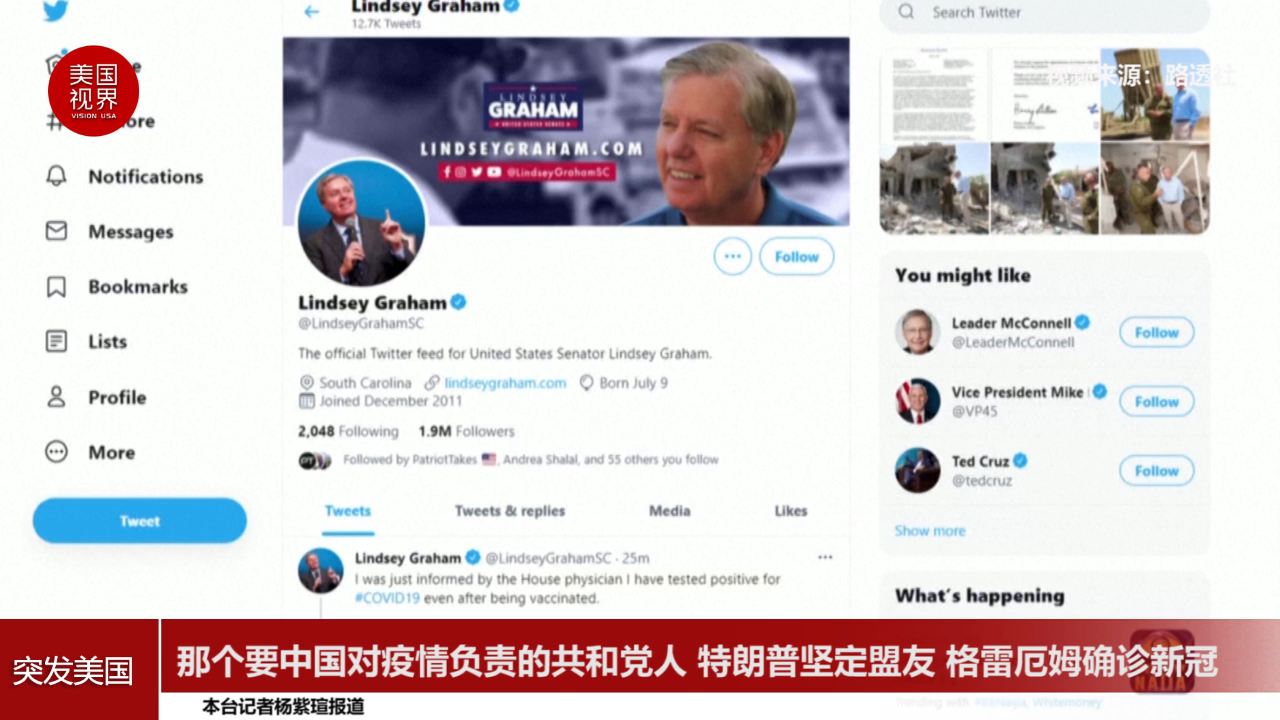 Lindsey Graham
12.7K Tweets
Search Twitter
美国
视界
VISION USA
路透社
Notifications
Messages
Bookmarks
Lists
Profile
More
Tweet
LINDSEY
GRAHAM
UNITED STATES SENATE
LINDSEYGRAHAM.COM
@LindseyGrahamSC
Follow
Lindsey Graham
@LindseyGrahamSC
The official Twitter feed for United States Senator Lindsey Graham.
South Carolina lindseygraham.com Born July 9
Joined December 2011
2,048 Following 1.9M Followers
Followed by PatriotTakes 🇺🇸, Andrea Shalal, and 55 others you follow
Tweets Tweets & replies Media Likes
Lindsey Graham @LindseyGrahamSC · 25m
I was just informed by the House physician I have tested positive for
#COVID19 even after being vaccinated.
You might like
Leader McConnell
@LeaderMcConnell
Follow
Vice President Mike
@VP45
Follow
Ted Cruz
@tedcruz
Follow
Show more
What's happening
突发美国
那个要中国对疫情负责的共和党人 特朗普坚定盟友 格雷厄姆确诊新冠
本台记者杨紫瑄报道